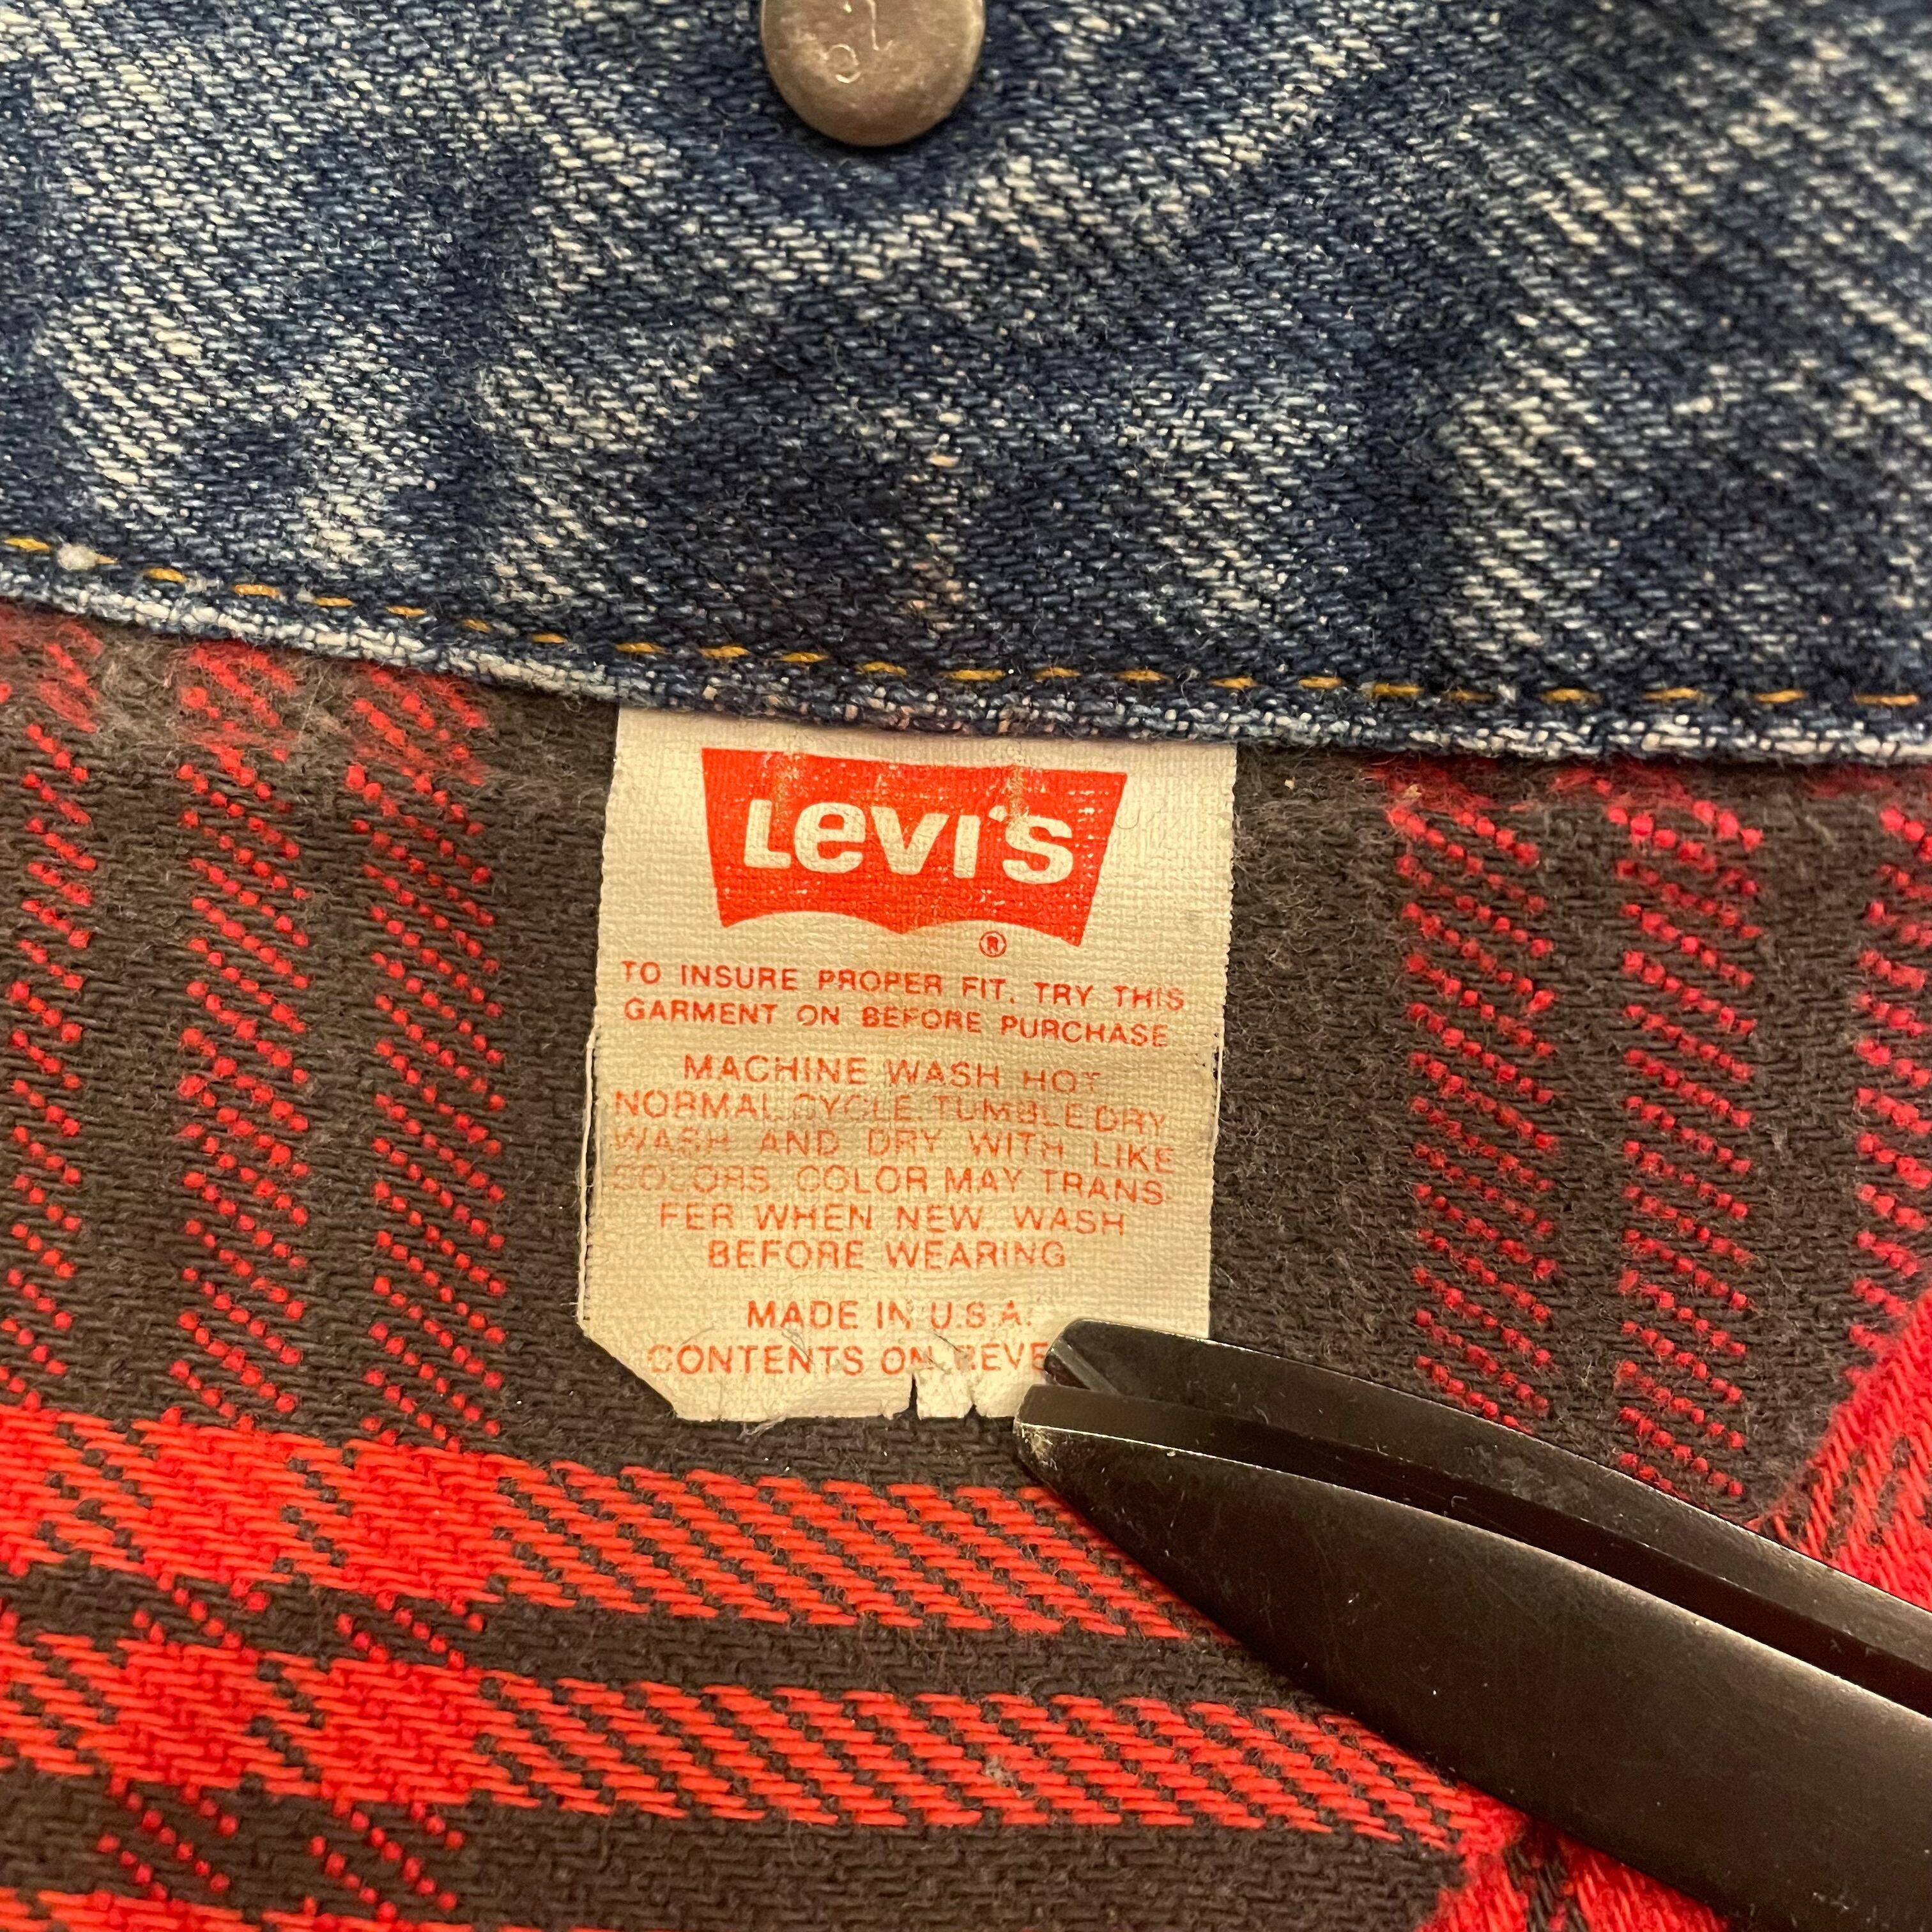 Levi's
®
TO INSURE PROPER FIT. TRY THIS
GARMENT ON BEFORE PURCHASE
MACHINE WASH HOT
NORMAL CYCLE. TUMBLE DRY
WASH AND DRY WITH LIKE
COLORS. COLOR MAY TRANS
FER WHEN NEW. WASH
BEFORE WEARING
MADE IN U.S.A.
CONTENTS ON REVE